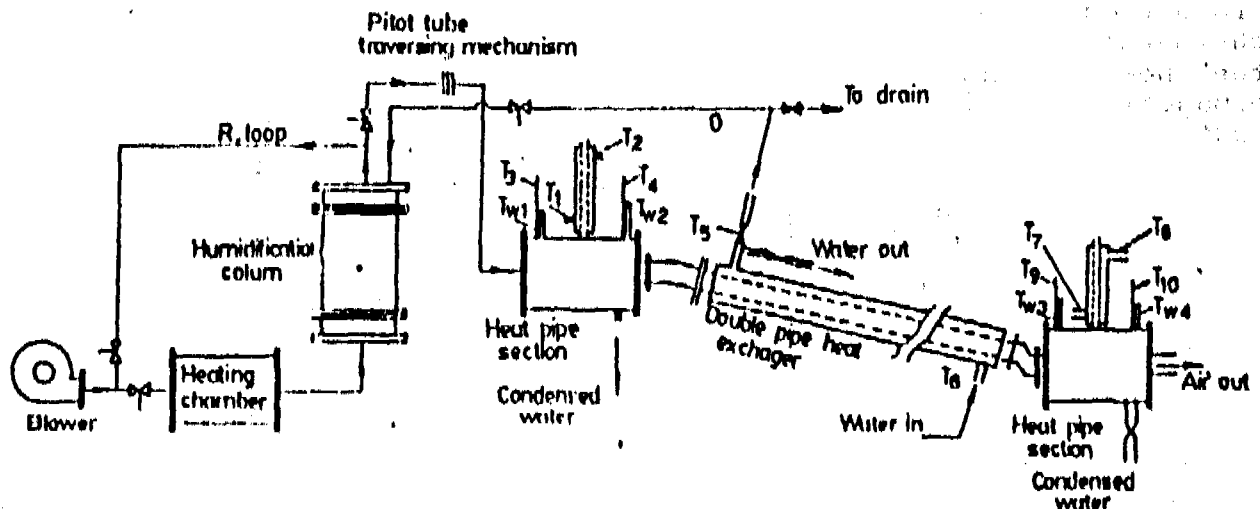 Pilot tube
traversing mechanism
To drain
R. loop
T2
T3
T1
T4
Tw1
Tw2
T5
Water out
Humidification
colum
T7
T8
T9
T10
Tw3
Tw4
Heat pipe
section
Double pipe heat
exchager
Heating
chamber
Blower
Condensed
water
T6
Air out
Water in
Heat pipe
section
Condensed
water